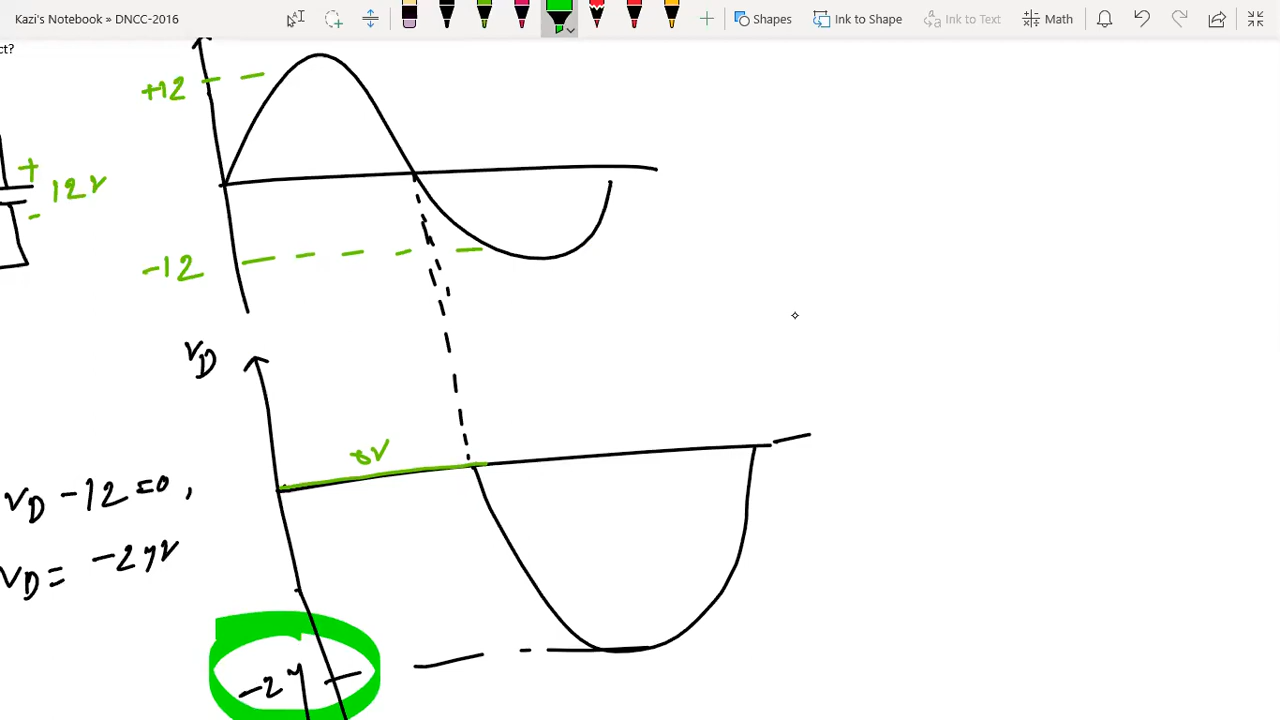 Kazi's Notebook » DNCC-2016
Shapes
Ink to Shape
Ink to Text
Math
ct?
+12
+
12V
-
-12
VD
0V
VD -12 =0,
VD = -24V
-24